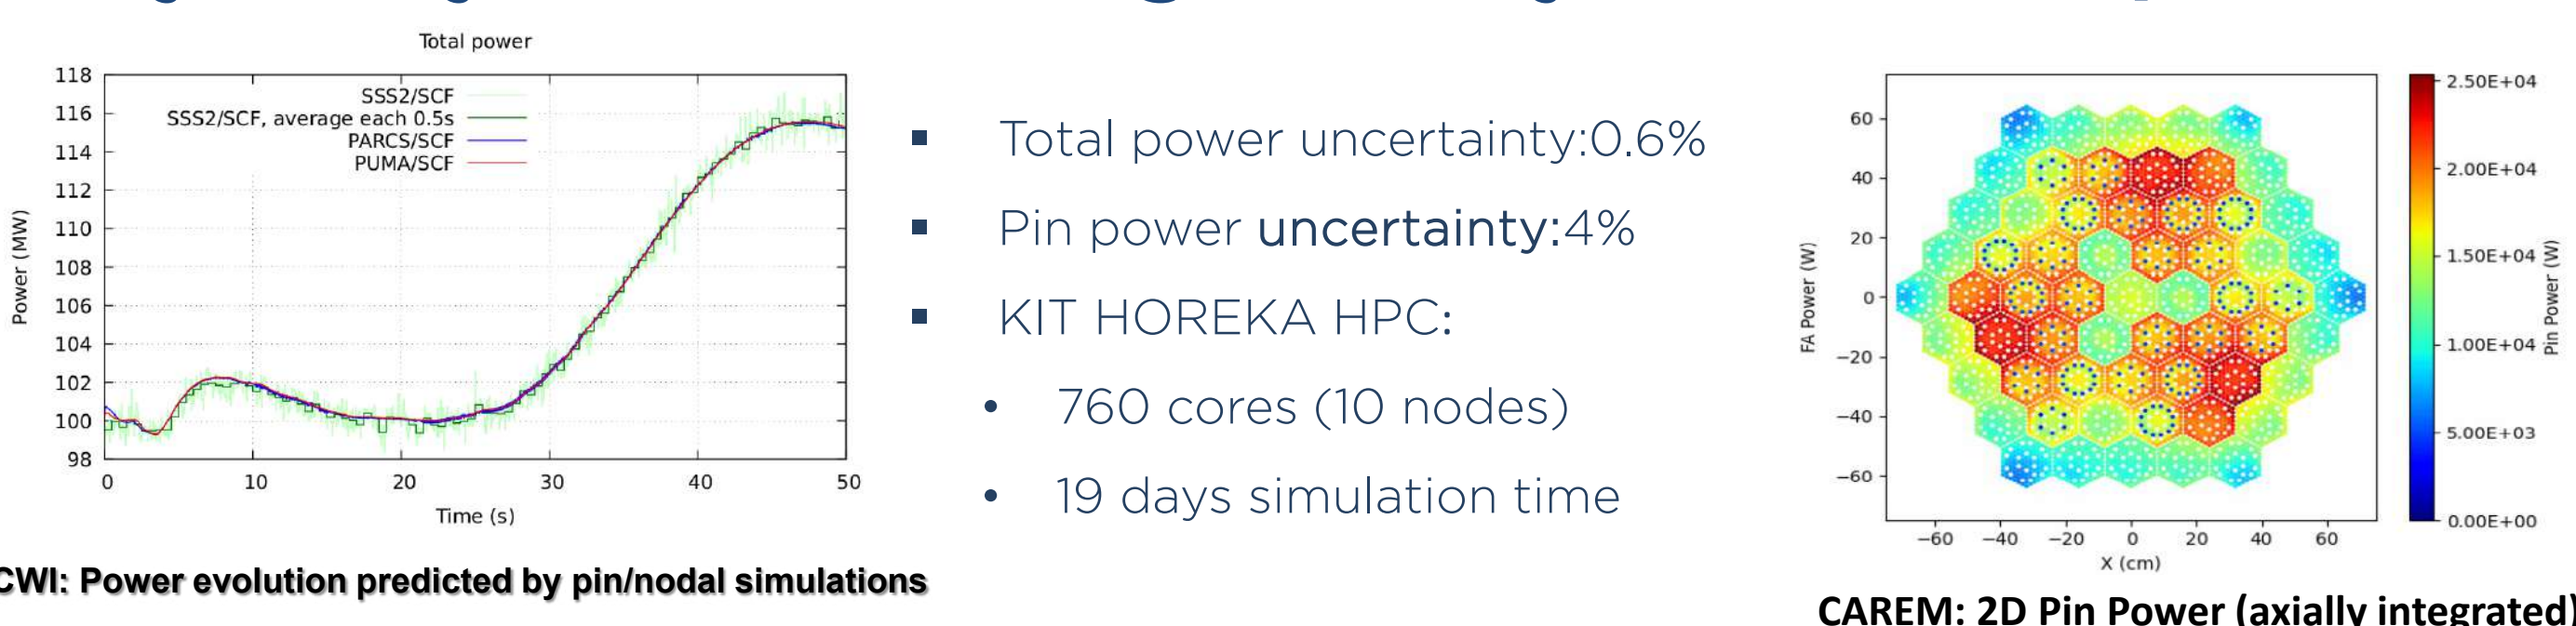 Total power
118
116
114
112
110
108
106
104
102
100
98
Power (MW)
SSS2/SCF
SSS2/SCF, average each 0.5s
PARCS/SCF
PUMA/SCF
0 10 20 30 40 50
Time (s)
CWI: Power evolution predicted by pin/nodal simulations
▪ Total power uncertainty:0.6%
▪ Pin power uncertainty:4%
▪ KIT HOREKA HPC:
• 760 cores (10 nodes)
• 19 days simulation time
FA Power (W)
60
40
20
0
−20
−40
−60
−60 −40 −20 0 20 40 60
X (cm)
2.50E+04
2.00E+04
1.50E+04
1.00E+04
5.00E+03
0.00E+00
Pin Power (W)
CAREM: 2D Pin Power (axially integrated)